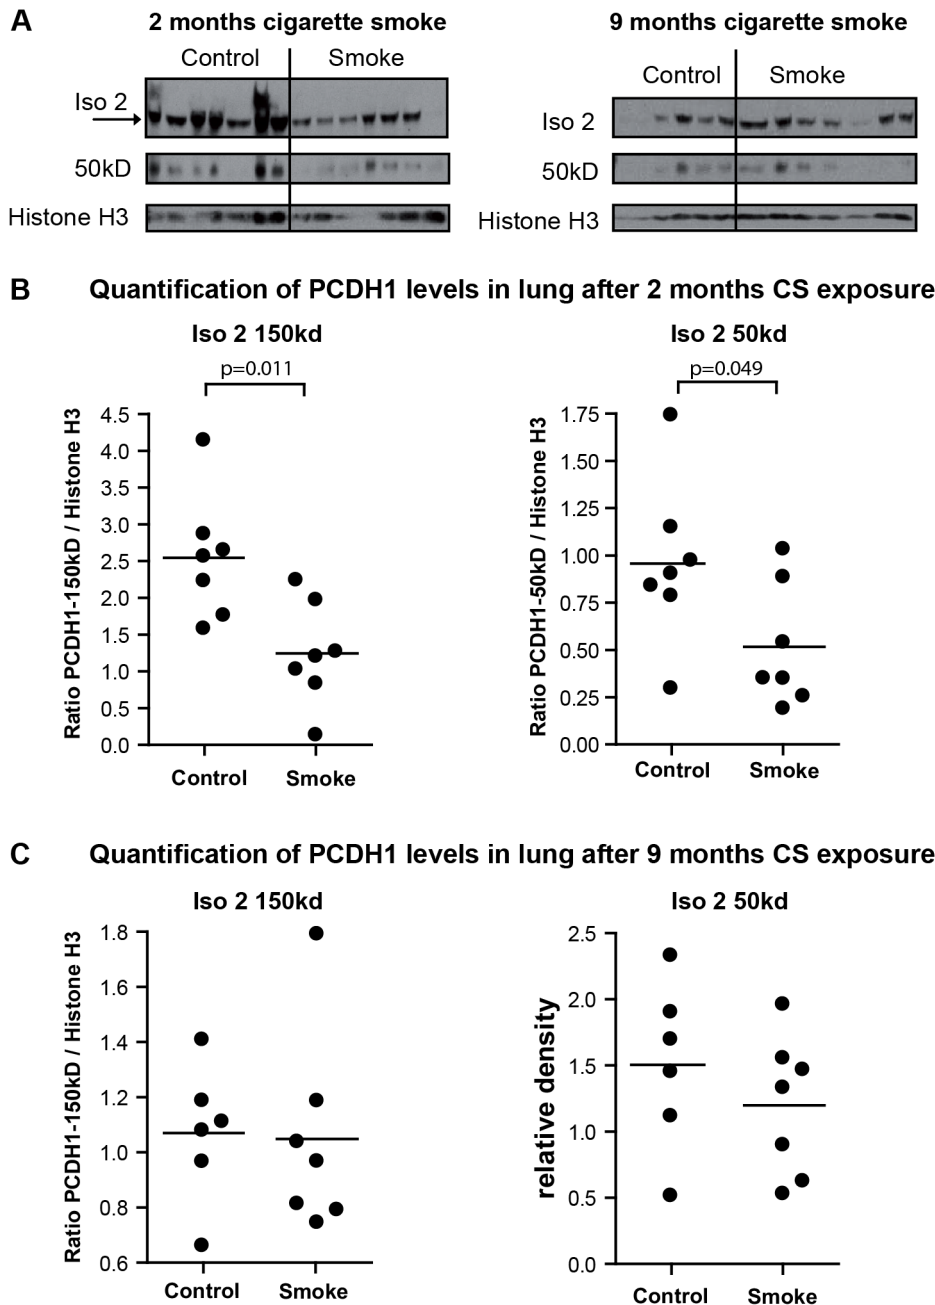 A
2 months cigarette smoke
Control
Smoke
Iso 2
50kD
Histone H3
9 months cigarette smoke
Control
Smoke
Iso 2
50kD
Histone H3
B
Quantification of PCDH1 levels in lung after 2 months CS exposure
Iso 2 150kd
p=0.011
Ratio PCDH1-150kD / Histone H3
4.5
4.0
3.5
3.0
2.5
2.0
1.5
1.0
0.5
0.0
Control
Smoke
Iso 2 50kd
p=0.049
Ratio PCDH1-50kD / Histone H3
1.75
1.50
1.25
1.00
0.75
0.50
0.25
0.00
Control
Smoke
C
Quantification of PCDH1 levels in lung after 9 months CS exposure
Iso 2 150kd
Ratio PCDH1-150kD / Histone H3
1.8
1.6
1.4
1.2
1.0
0.8
0.6
Control
Smoke
Iso 2 50kd
relative density
2.5
2.0
1.5
1.0
0.5
0.0
Control
Smoke